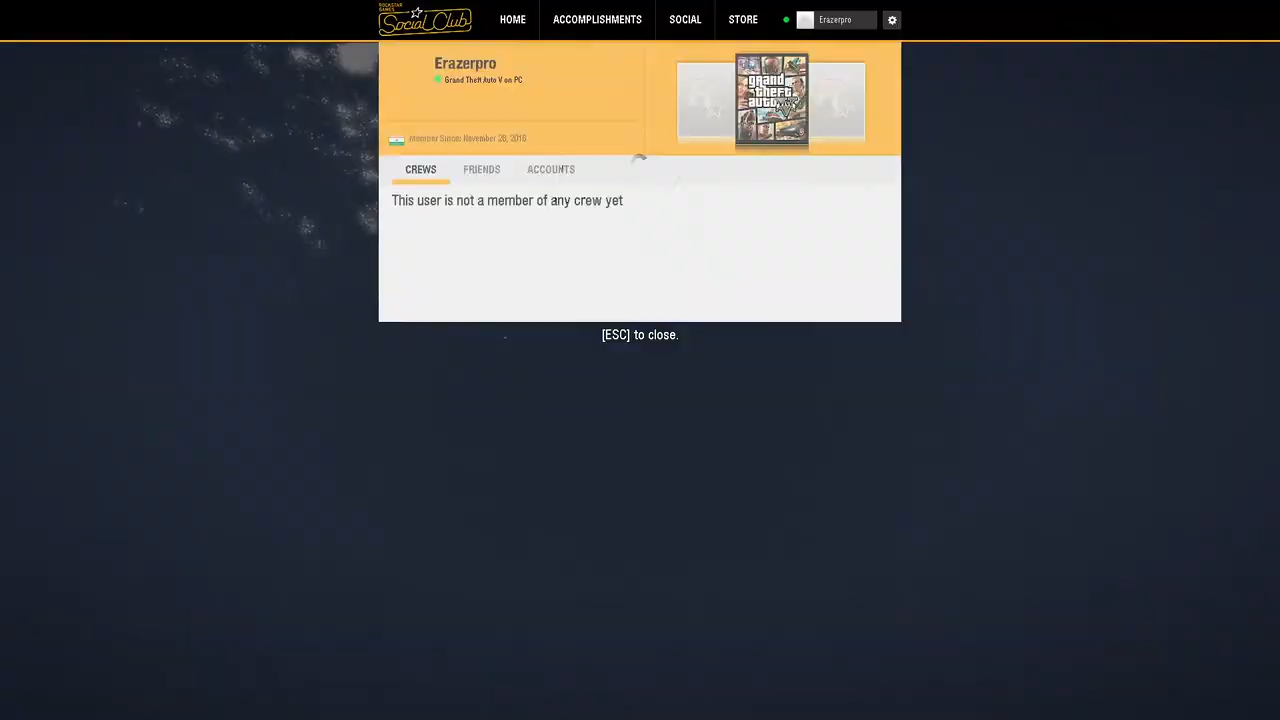 ROCKSTAR
GAMES
Social Club
HOME
ACCOMPLISHMENTS
SOCIAL
STORE
Erazerpro
Erazerpro
Grand Theft Auto V on PC
grand
theft
auto V
Member Since: November 28, 2016
CREWS
FRIENDS
ACCOUNTS
This user is not a member of any crew yet
[ESC] to close.